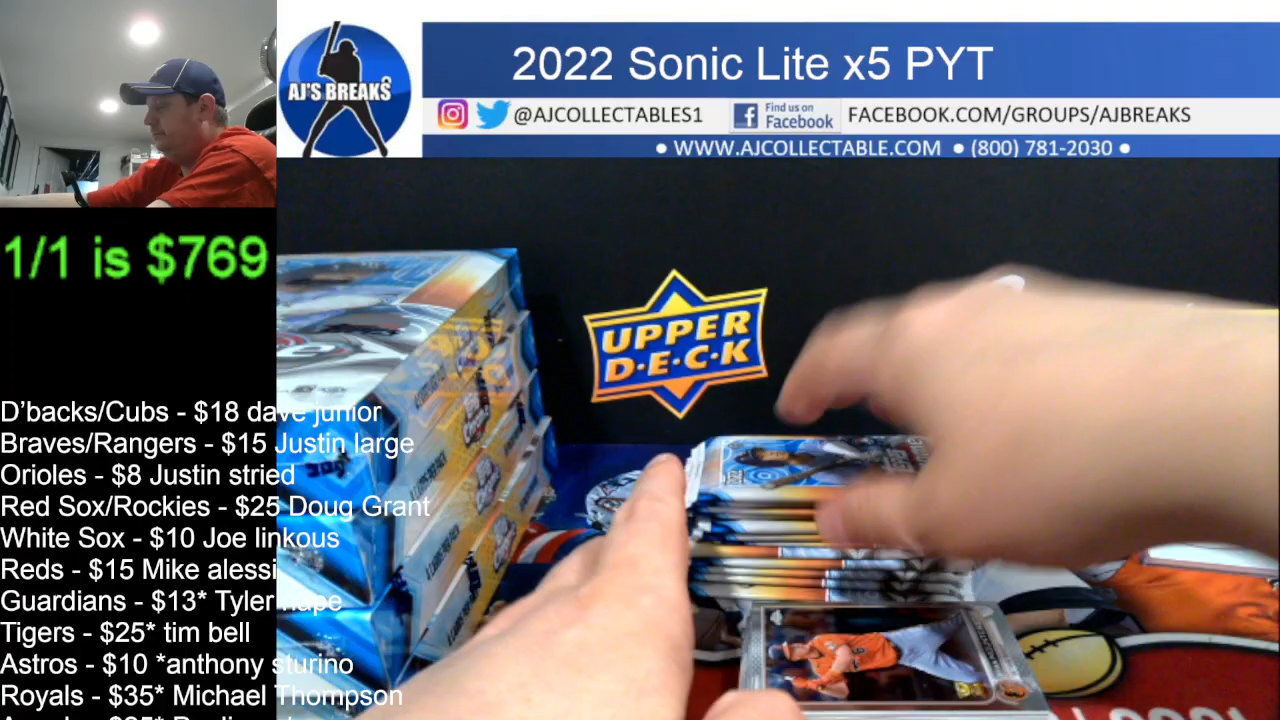 AJ'S BREAKS
2022 Sonic Lite x5 PYT
@AJCOLLECTABLES1
Find us on
Facebook
FACEBOOK.COM/GROUPS/AJBREAKS
• WWW.AJCOLLECTABLE.COM • (800) 781-2030 •
1/1 is $769
UPPER
D•E•C•K
D'backs/Cubs - $18 dave junior
Braves/Rangers - $15 Justin large
Orioles - $8 Justin stried
Red Sox/Rockies - $25 Doug Grant
White Sox - $10 Joe linkous
Reds - $15 Mike alessi
Guardians - $13* Tyler
Tigers - $25* tim bell
Astros - $10 *anthony sturino
Royals - $35* Michael Thompson